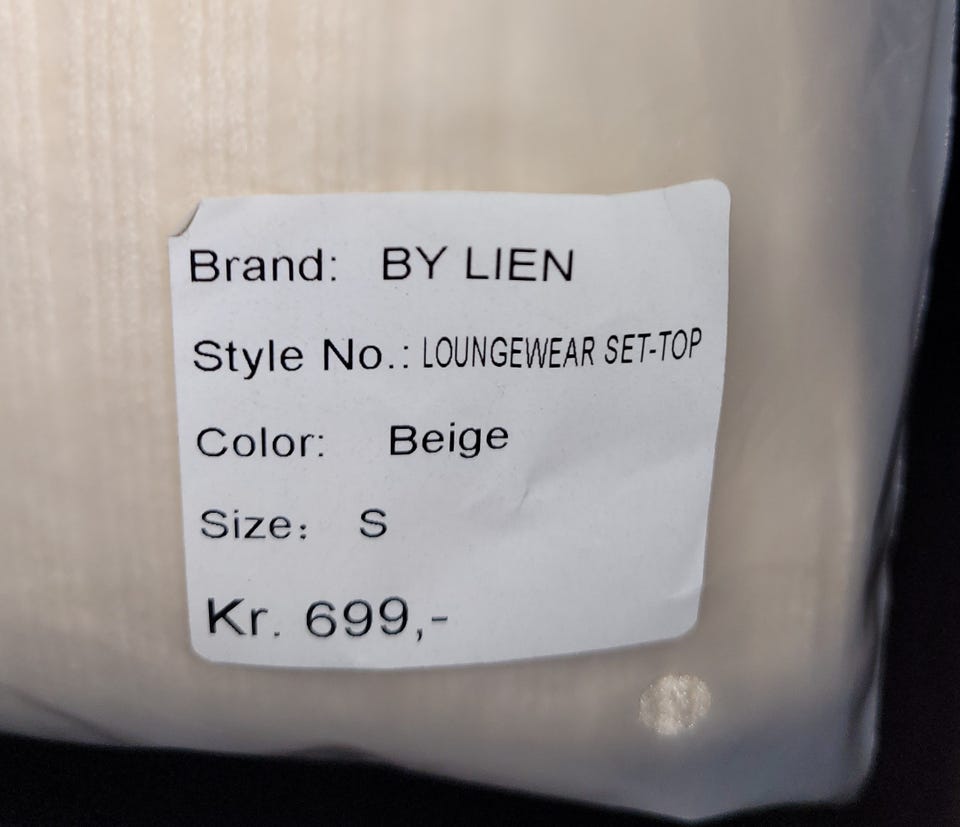 Brand: BY LIEN
Style No.: LOUNGEWEAR SET-TOP
Color: Beige
Size: S
Kr. 699,-